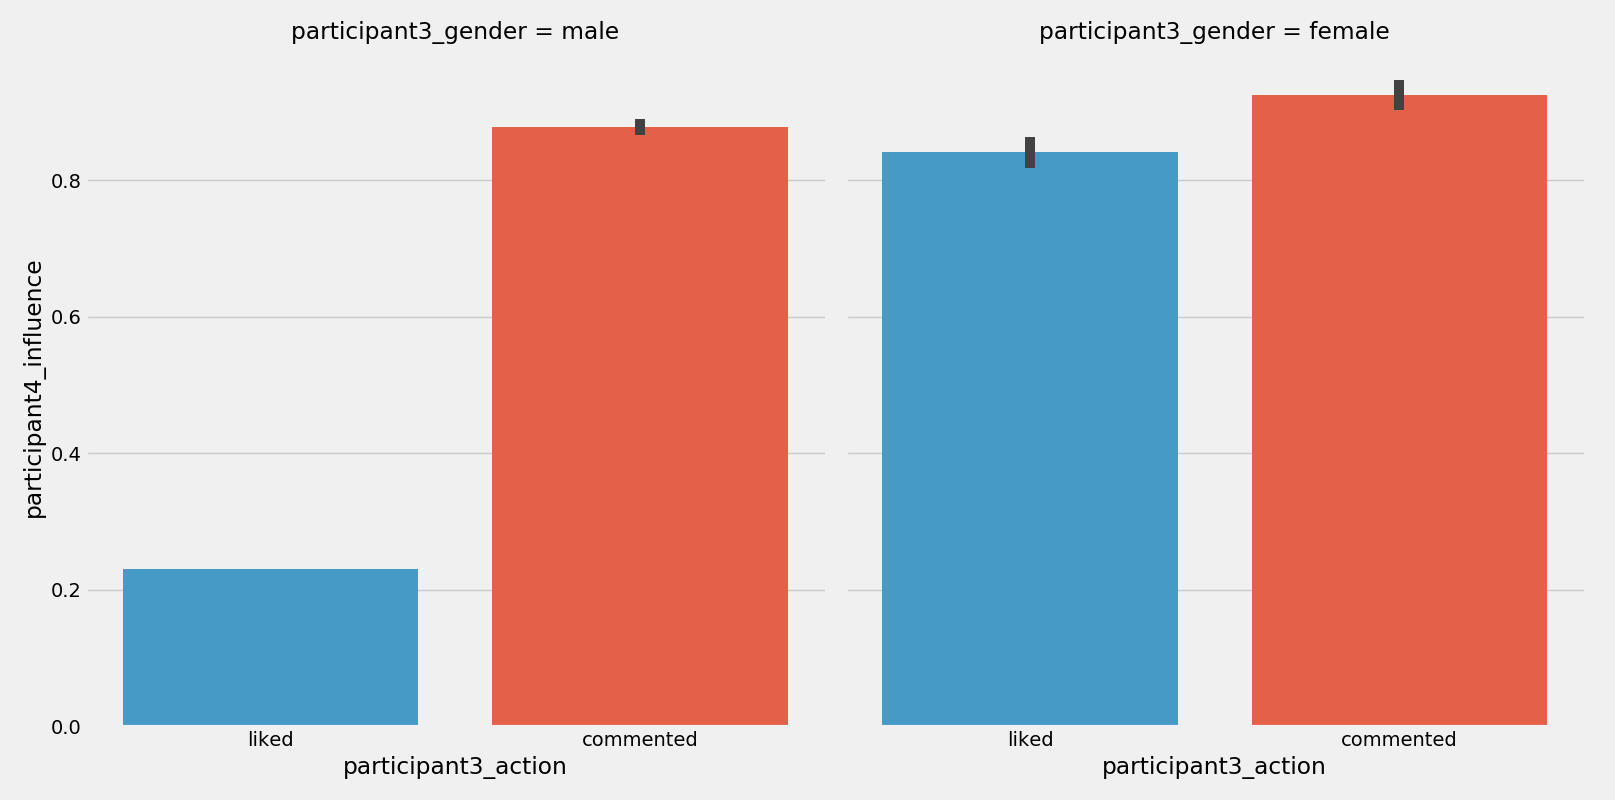 participant3_gender = male
participant3_gender = female
participant4_influence
0.8
0.6
0.4
0.2
0.0
liked
commented
liked
commented
participant3_action
participant3_action